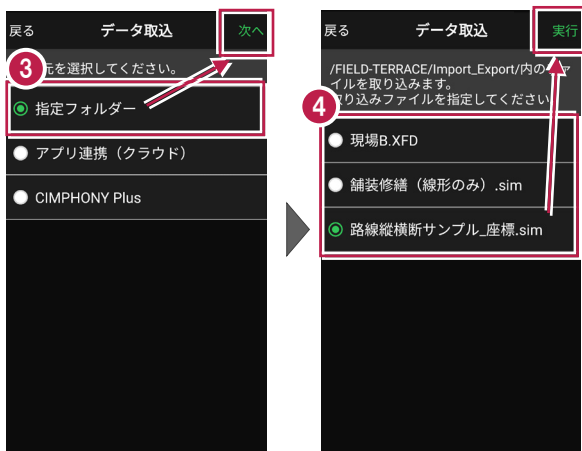 戻る データ取込 次へ
3
元を選択してください。
指定フォルダー
アプリ連携（クラウド）
CIMPHONY Plus
戻る データ取込 実行
/FIELD-TERRACE/Import_Export/内の
イルを取り込みます。
取り込みファイルを指定してください
4
現場B.XFD
舗装修繕（線形のみ）.sim
路線縦横断サンプル_座標.sim